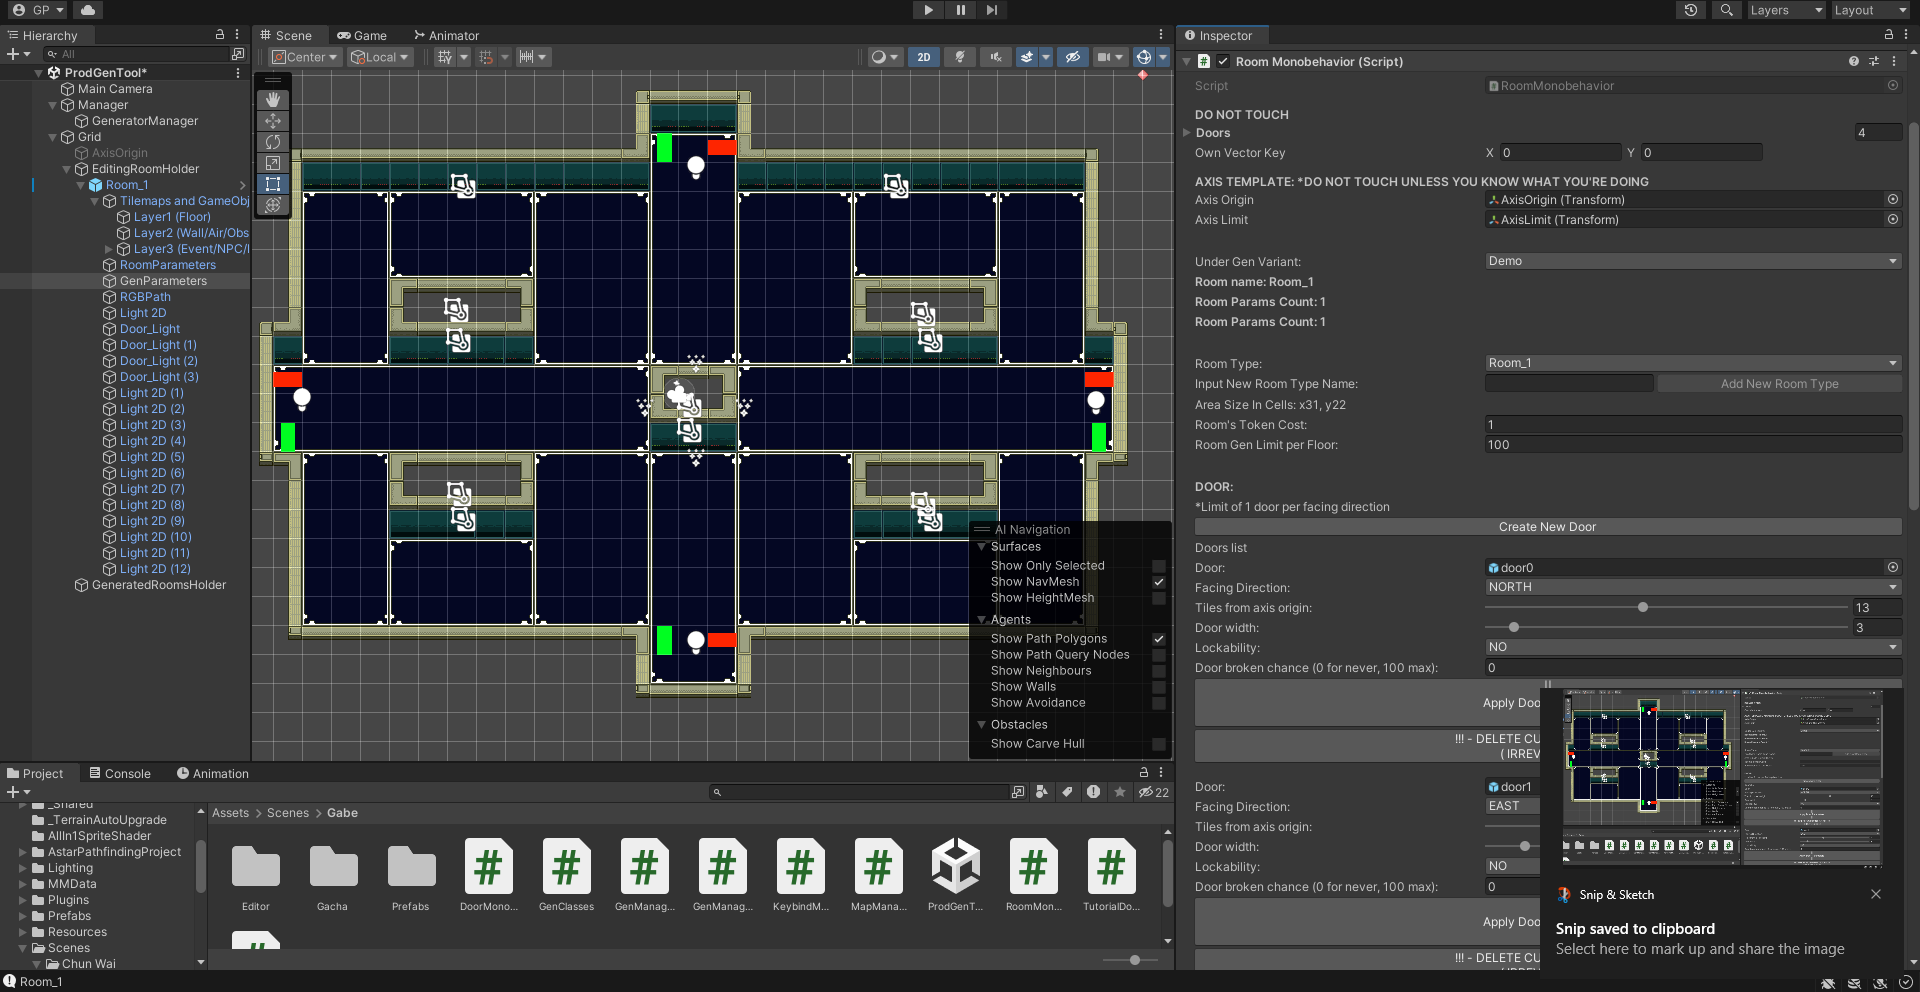 GP
Layers
Layout
Hierarchy
All
ProdGenTool*
Main Camera
Manager
GeneratorManager
Grid
AxisOrigin
EditingRoomHolder
Room_1
Tilemaps and GameObj
Layer1 (Floor)
Layer2 (Wall/Air/Obs
Layer3 (Event/NPC/
RoomParameters
GenParameters
RGBPath
Light 2D
Door_Light
Door_Light (1)
Door_Light (2)
Door_Light (3)
Light 2D (1)
Light 2D (2)
Light 2D (3)
Light 2D (4)
Light 2D (5)
Light 2D (6)
Light 2D (7)
Light 2D (8)
Light 2D (9)
Light 2D (10)
Light 2D (11)
Light 2D (12)
GeneratedRoomsHolder
Scene
Game
Animator
Center
Local
2D
AI Navigation
Surfaces
Show Only Selected
Show NavMesh
Show HeightMesh
Agents
Show Path Polygons
Show Path Query Nodes
Show Neighbours
Show Walls
Show Avoidance
Obstacles
Show Carve Hull
Inspector
Room Monobehavior (Script)
Script
RoomMonobehavior
DO NOT TOUCH
Doors
4
Own Vector Key
X 0
Y 0
AXIS TEMPLATE: *DO NOT TOUCH UNLESS YOU KNOW WHAT YOU'RE DOING
Axis Origin
AxisOrigin (Transform)
Axis Limit
AxisLimit (Transform)
Under Gen Variant:
Demo
Room name: Room_1
Room Params Count: 1
Room Params Count: 1
Room Type:
Room_1
Input New Room Type Name:
Add New Room Type
Area Size In Cells: x31, y22
Room's Token Cost:
1
Room Gen Limit per Floor:
100
DOOR:
*Limit of 1 door per facing direction
Create New Door
Doors list
Door:
door0
Facing Direction:
NORTH
Tiles from axis origin:
13
Door width:
3
Lockability:
NO
Door broken chance (0 for never, 100 max):
0
Apply Doo
!!! - DELETE CU
( IRREV
Door:
door1
Facing Direction:
EAST
Tiles from axis origin:
Door width:
Lockability:
NO
Door broken chance (0 for never, 100 max):
0
Apply Doo
!!! - DELETE CU
Snip & Sketch
Snip saved to clipboard
Select here to mark up and share the image
Project
Console
Animation
22
_Shared
_TerrainAutoUpgrade
AllIn1SpriteShader
AstarPathfindingProject
Lighting
MMData
Plugins
Prefabs
Resources
Scenes
Chun Wai
Assets > Scenes > Gabe
Editor
Gacha
Prefabs
DoorMono...
GenClasses
GenManag...
GenManag...
KeybindM...
MapMana...
ProdGenT...
RoomMon...
TutorialDo...
Room_1